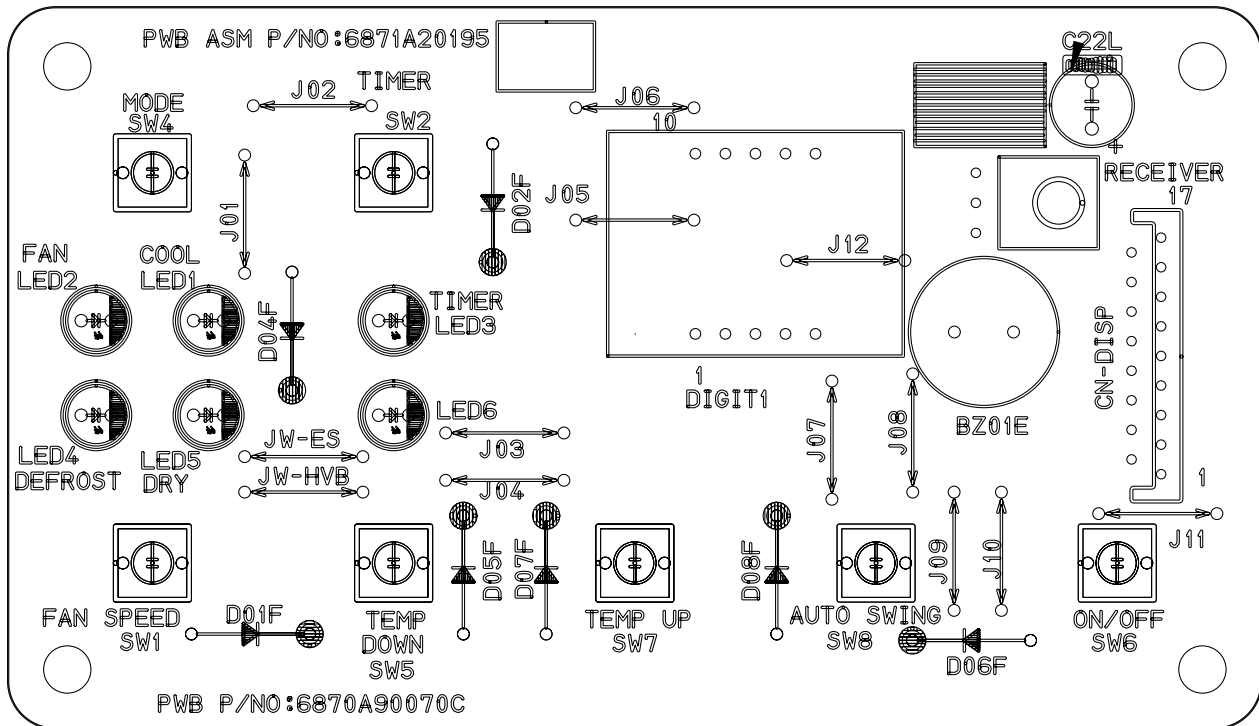 PWB ASM P/NO:6871A20195
C22L
+
TIMER
J02
J06
MODE
SW4
SW2
10
RECEIVER
17
D02F
J05
J01
J12
FAN
LED2
COOL
LED1
TIMER
LED3
D04F
CN-DISP
1
DIGIT1
LED6
BZ01E
J07
J08
JW-ES
J03
LED4
DEFROST
LED5
DRY
JW-HVB
J04
1
J11
D05F
D07F
D08F
J09
J10
FAN SPEED
SW1
D01F
TEMP
DOWN
SW5
TEMP UP
SW7
AUTO SWING
SW8
D06F
ON/OFF
SW6
PWB P/NO:6870A90070C